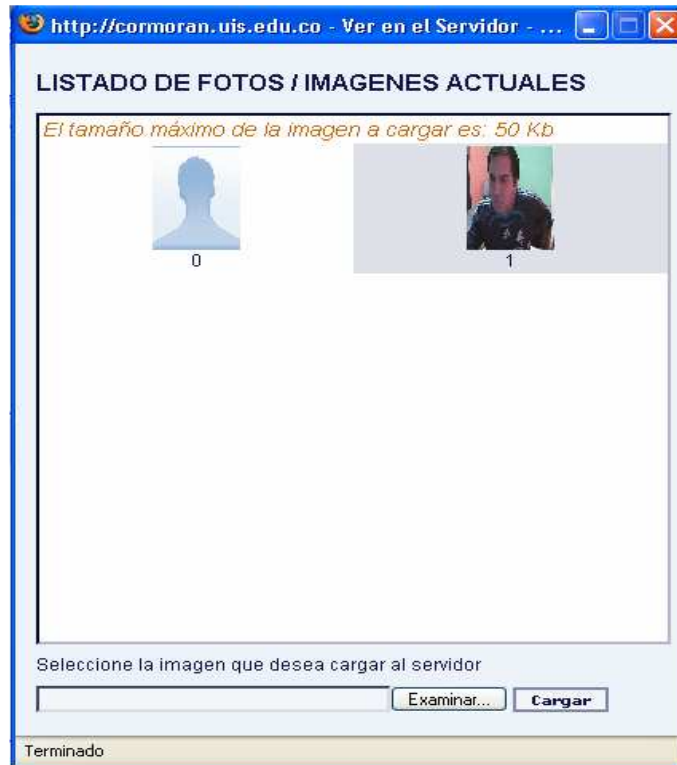 http://cormoran.uis.edu.co - Ver en el Servidor - ...
LISTADO DE FOTOS / IMAGENES ACTUALES
El tamaño máximo de la imagen a cargar es: 50 Kb
0
1
Seleccione la imagen que desea cargar al servidor
Examinar...
Cargar
Terminado